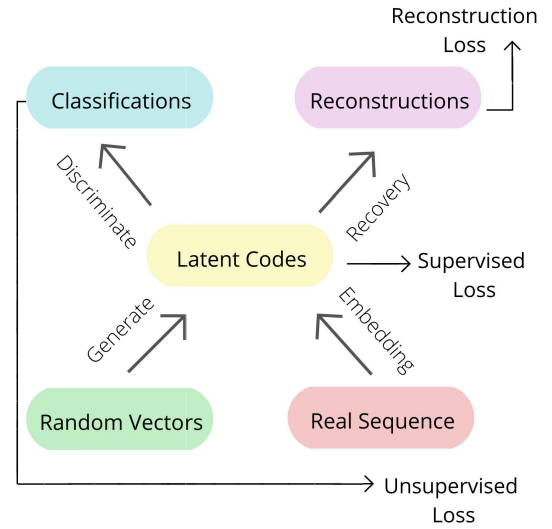 Reconstruction
Loss
Classifications
Reconstructions
Discriminate
Recovery
Latent Codes
Supervised
Loss
Generate
Embedding
Random Vectors
Real Sequence
Unsupervised
Loss